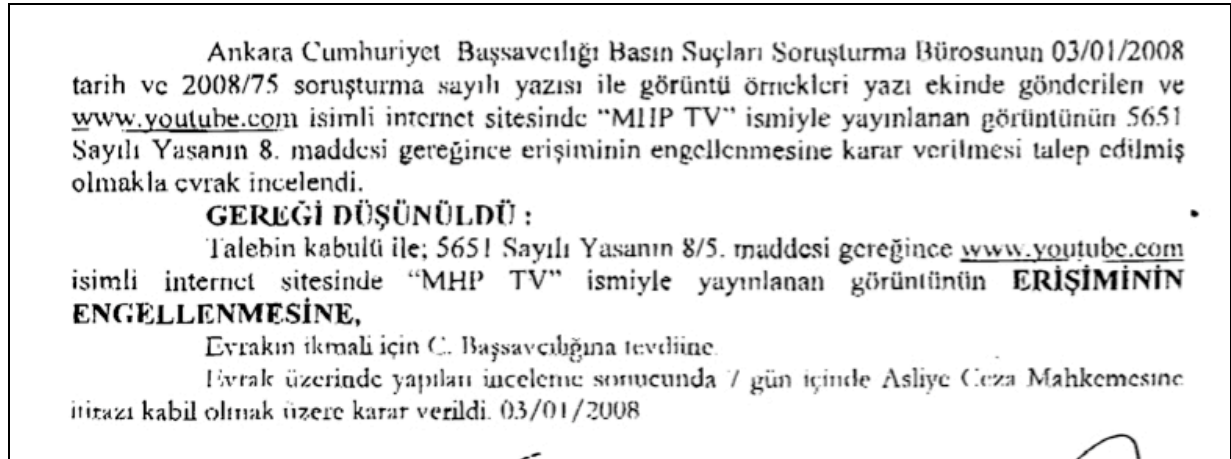 Ankara Cumhuriyet Başsavcılığı Basın Suçları Soruşturma Bürosunun 03/01/2008
tarih ve 2008/75 soruşturma sayılı yazısı ile görüntü örnekleri yazı ekinde gönderilen ve
www.youtube.com isimli internet sitesinde “MHP TV” ismiyle yayınlanan görüntünün 5651
Sayılı Yasanın 8. maddesi gereğince erişiminin engellenmesine karar verilmesi talep edilmiş
olmakla evrak incelendi.
GEREĞİ DÜŞÜNÜLDÜ :
Talebin kabulü ile; 5651 Sayılı Yasanın 8/5. maddesi gereğince www.youtube.com
isimli internet sitesinde “MHP TV” ismiyle yayınlanan görüntünün ERİŞİMİNİN
ENGELLENMESİNE,
Evrakın ikmali için C. Başsavcılığına tevdiine.
Evrak üzerinde yapılan inceleme sonucunda 7 gün içinde Asliye Ceza Mahkemesine
itirazı kabil olmak üzere karar verildi. 03/01/2008